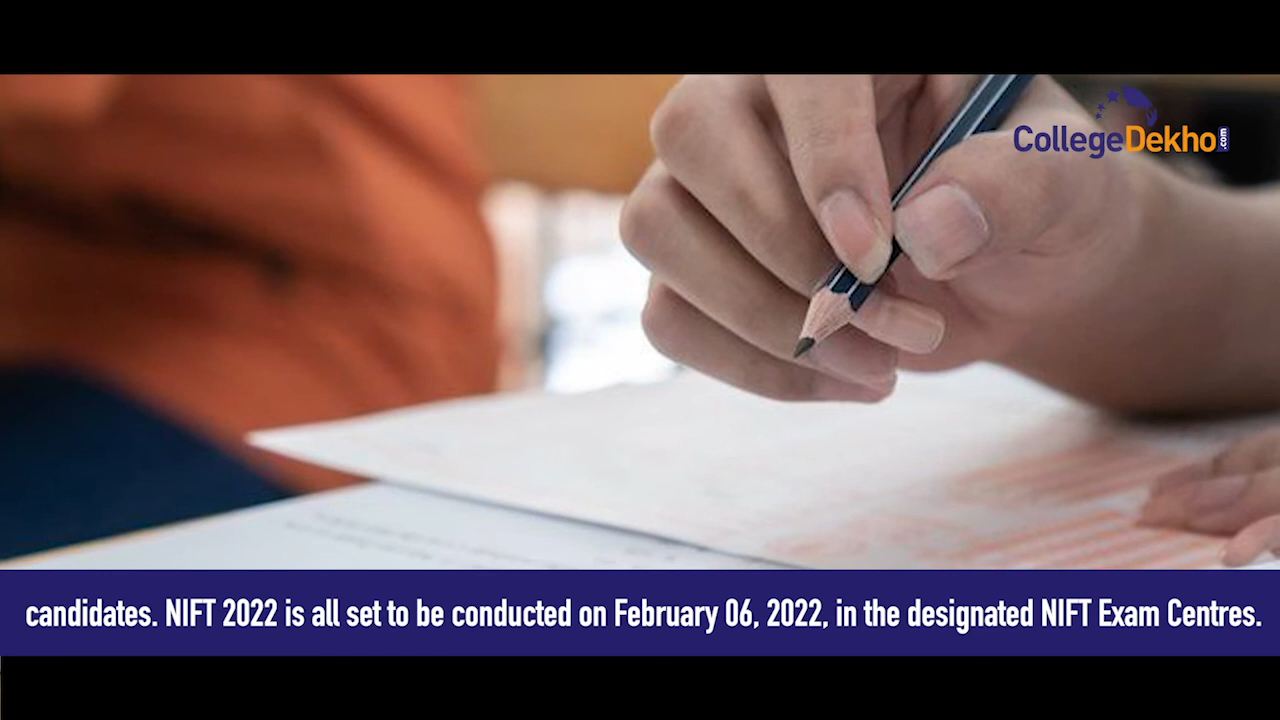 CollegeDekho.com
candidates. NIFT 2022 is all set to be conducted on February 06, 2022, in the designated NIFT Exam Centres.